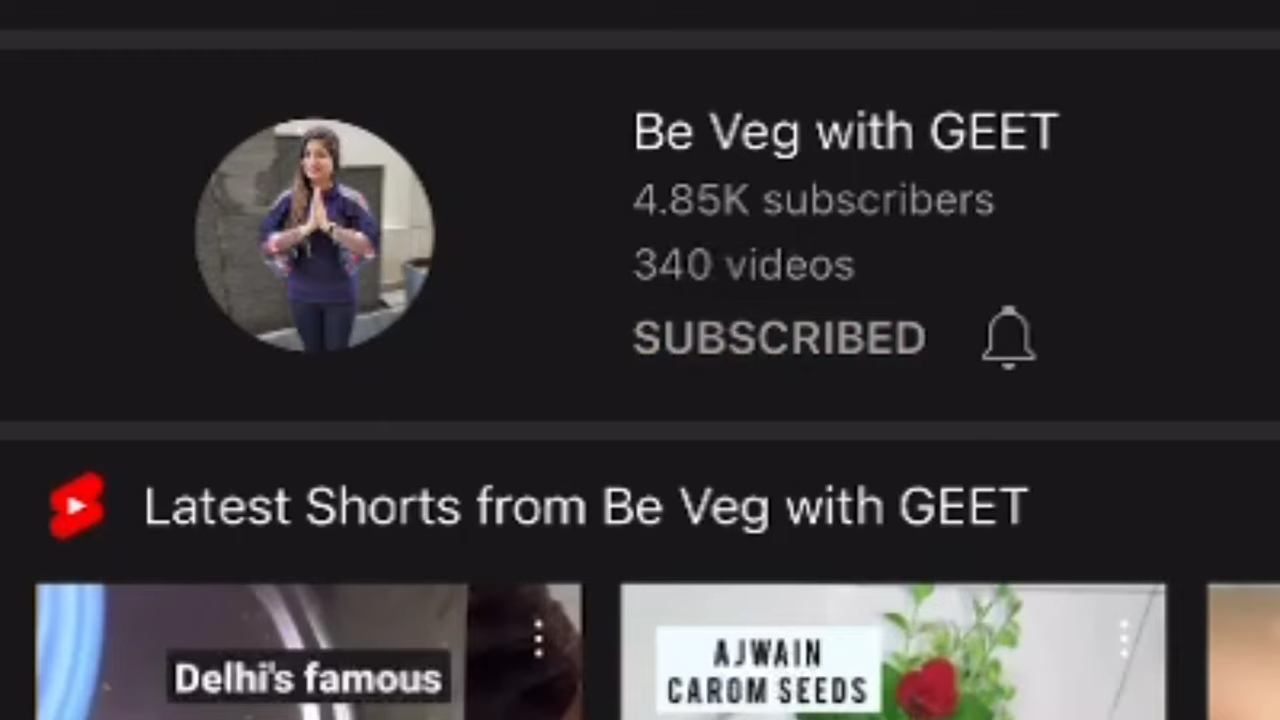 Be Veg with GEET
4.85K subscribers
340 videos
SUBSCRIBED
Latest Shorts from Be Veg with GEET
Delhi's famous
AJWAIN
CAROM SEEDS